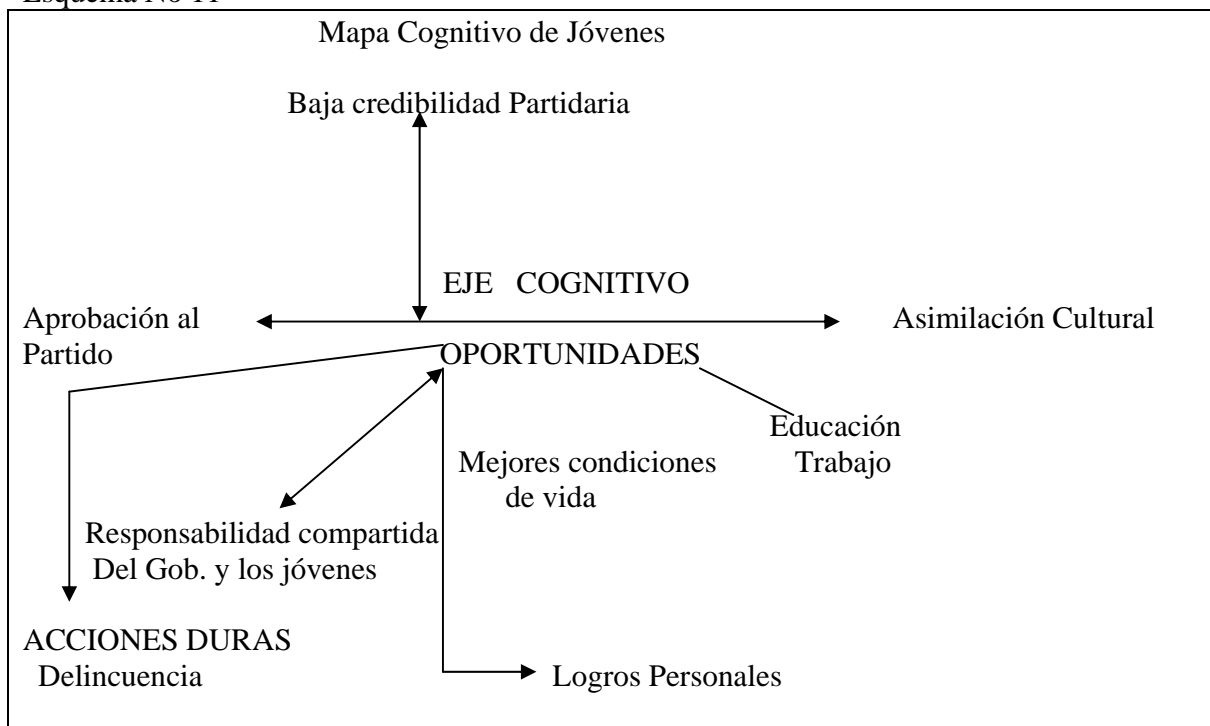 Mapa Cognitivo de Jóvenes
Baja credibilidad Partidaria
EJE COGNITIVO
Aprobación al
Partido
Asimilación Cultural
OPORTUNIDADES
Educación
Trabajo
Mejores condiciones
de vida
Responsabilidad compartida
Del Gob. y los jóvenes
ACCIONES DURAS
Delincuencia
Logros Personales